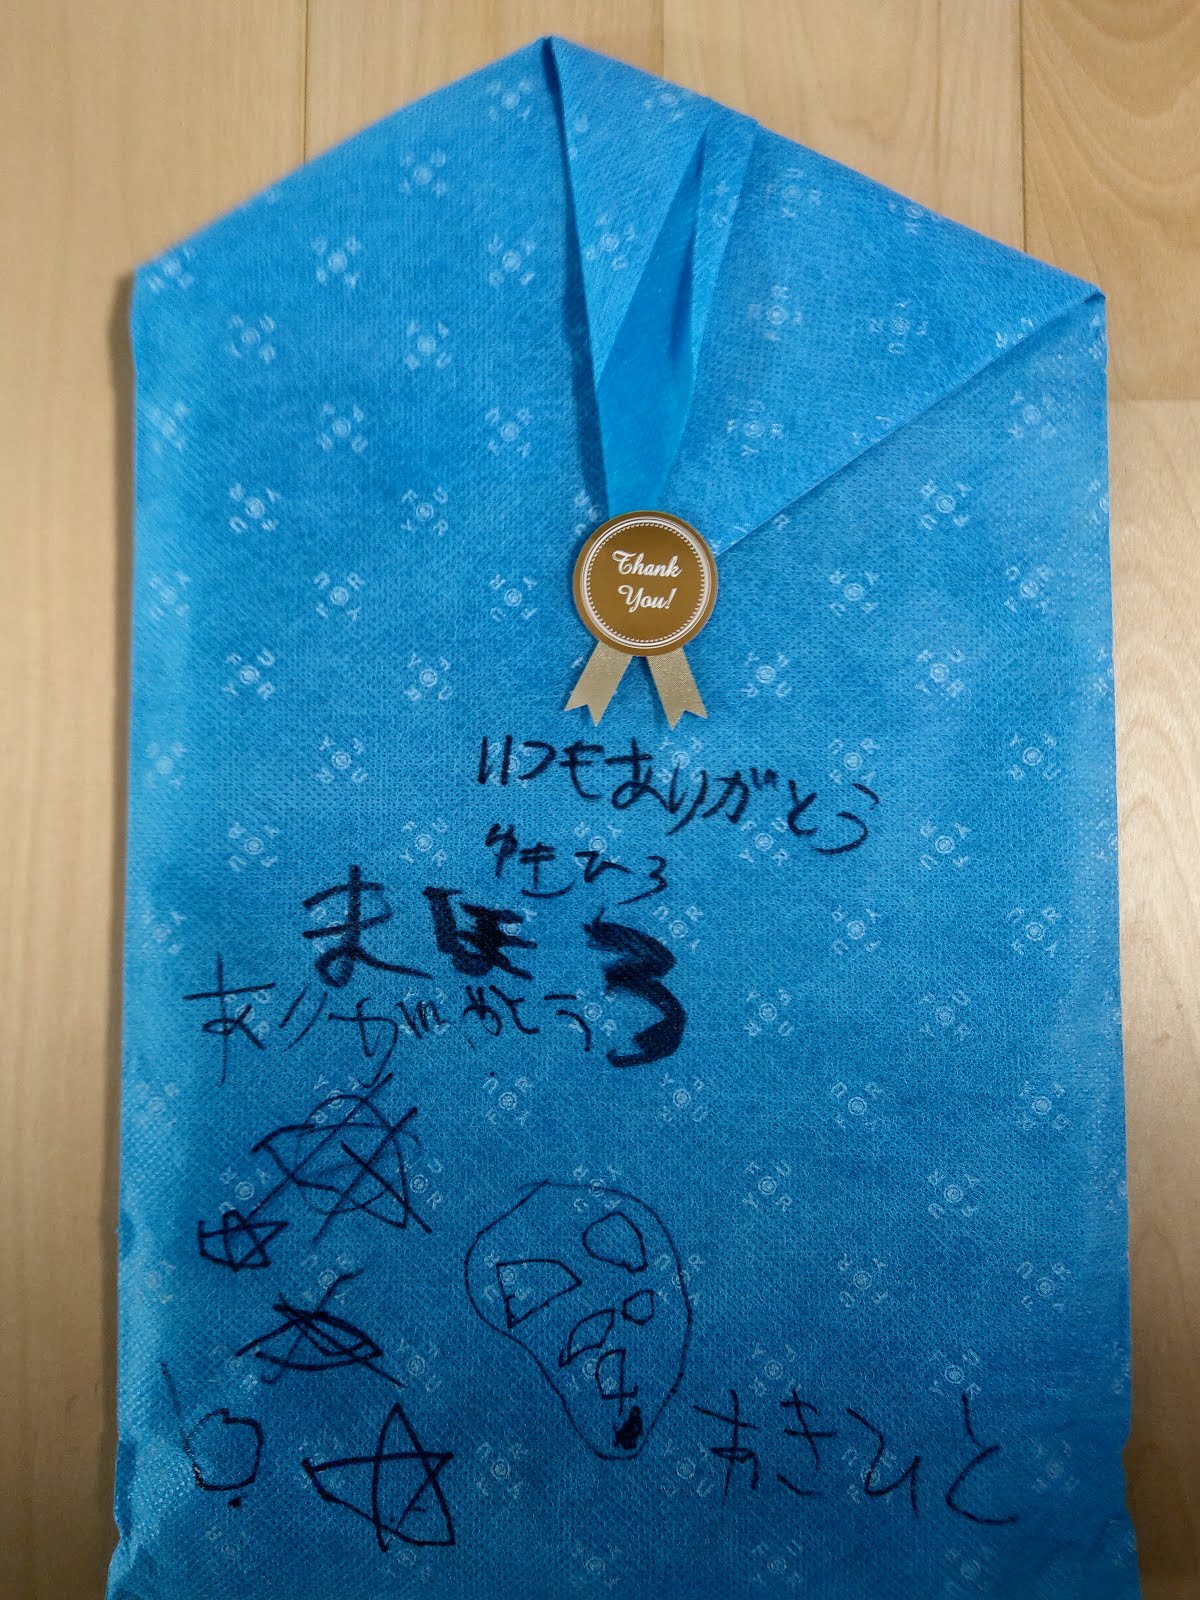 Thank
You!
いつもありがとう
ゆきひろ
まほろ
ありがとう
あきひと